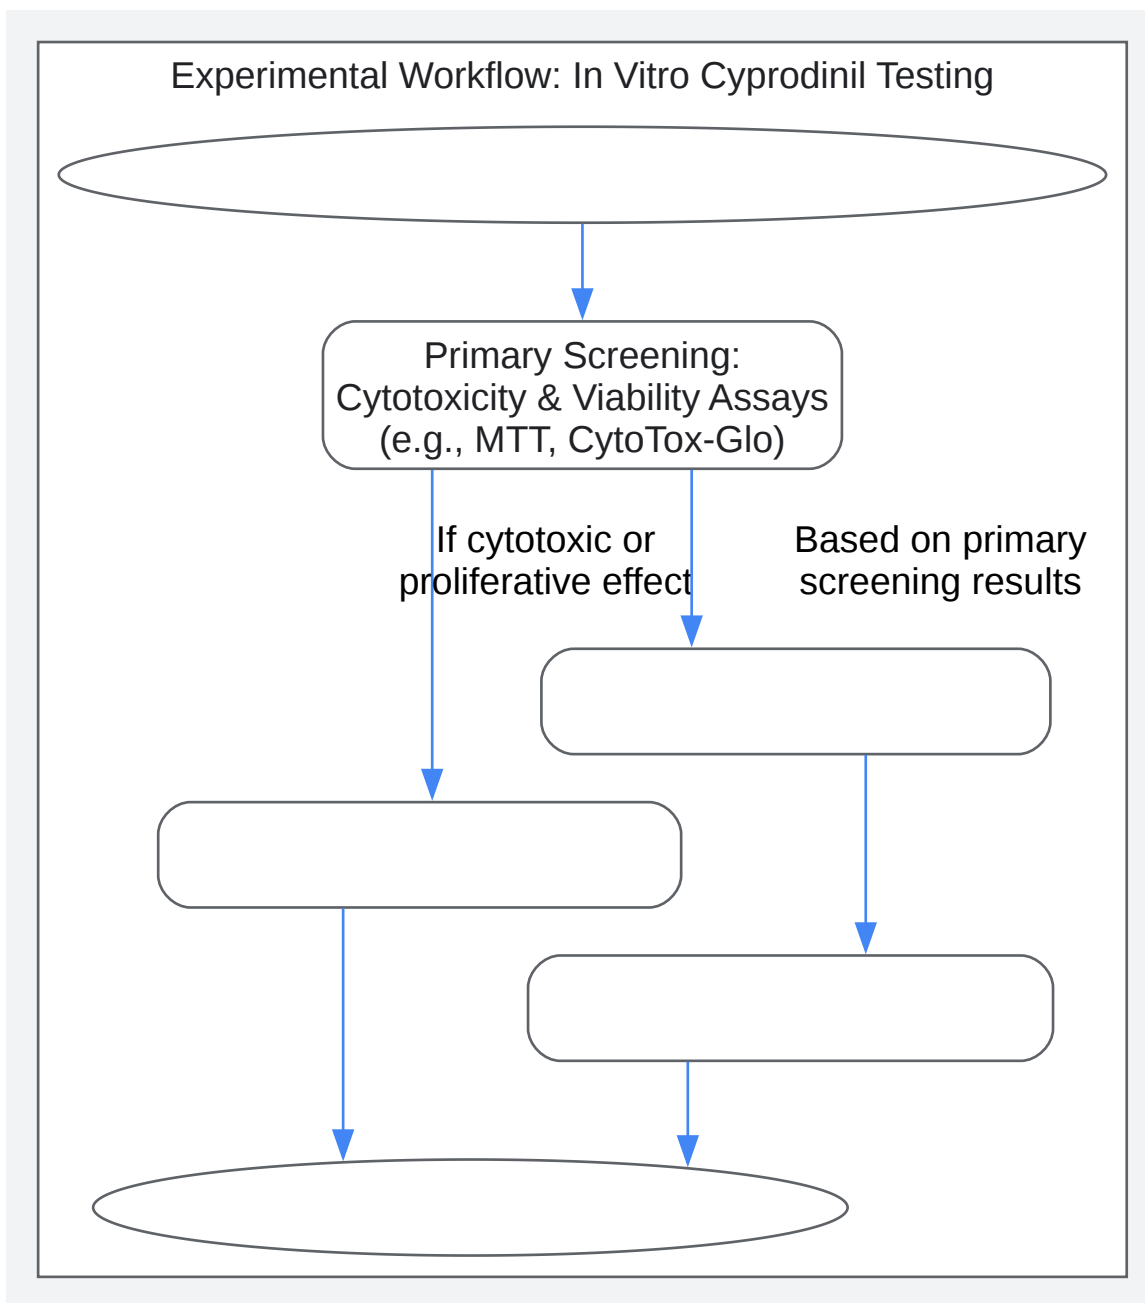 Experimental Workflow: In Vitro Cyprodinil Testing
Primary Screening:
Cytotoxicity & Viability Assays
(e.g., MTT, CytoTox-Glo)
If cytotoxic or
proliferative effect
Based on primary
screening results